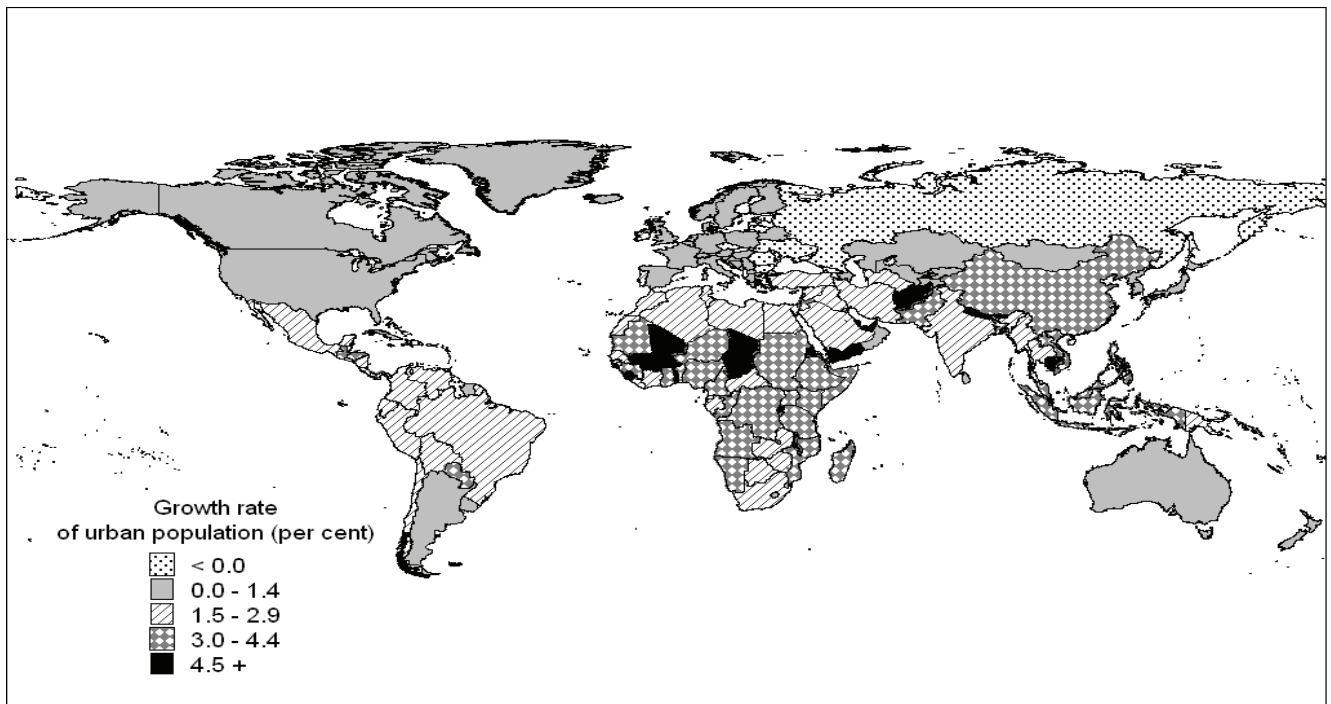 Growth rate
of urban population (per cent)
< 0.0
0.0 - 1.4
1.5 - 2.9
3.0 - 4.4
4.5 +